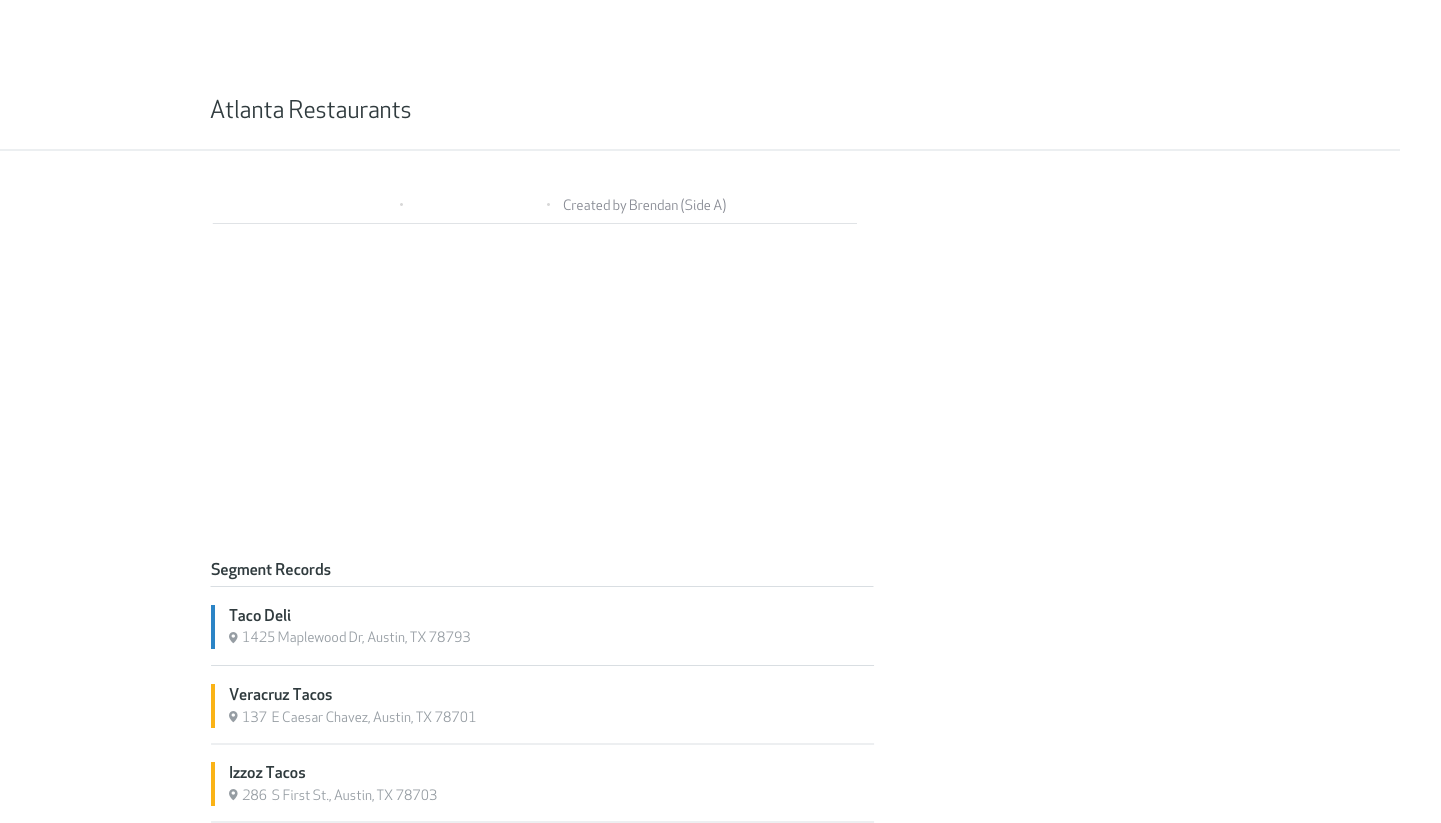 Atlanta Restaurants
Created by Brendan (Side A)
Segment Records
Taco Deli
1425 Maplewood Dr, Austin, TX 78793
Veracruz Tacos
137 E Caesar Chavez, Austin, TX 78701
Izzoz Tacos
286 S First St., Austin, TX 78703